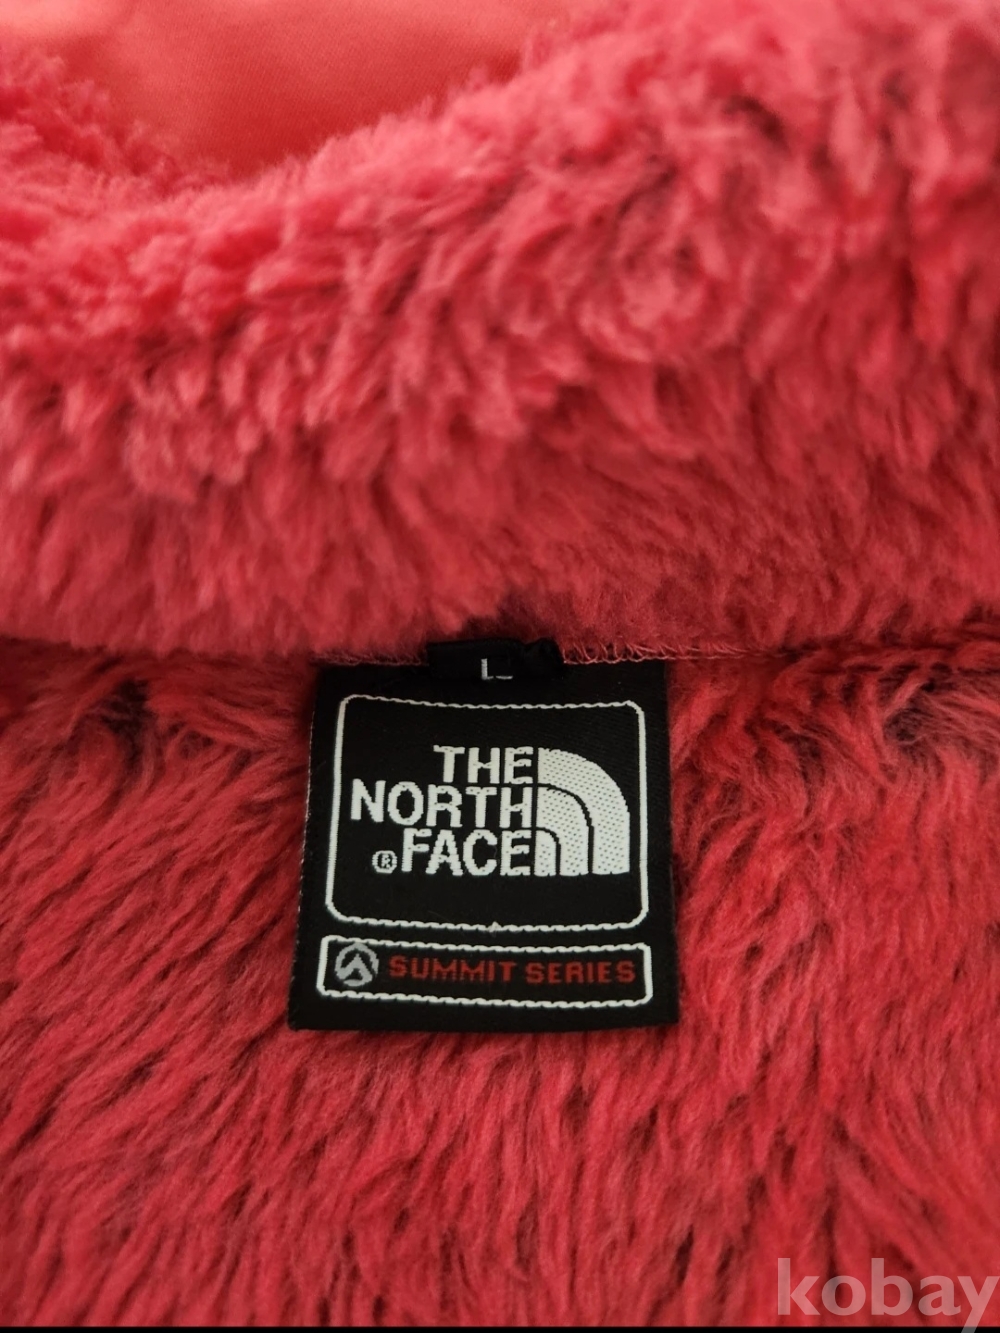 L
THE
NORTH
® FACE
SUMMIT SERIES
kobay